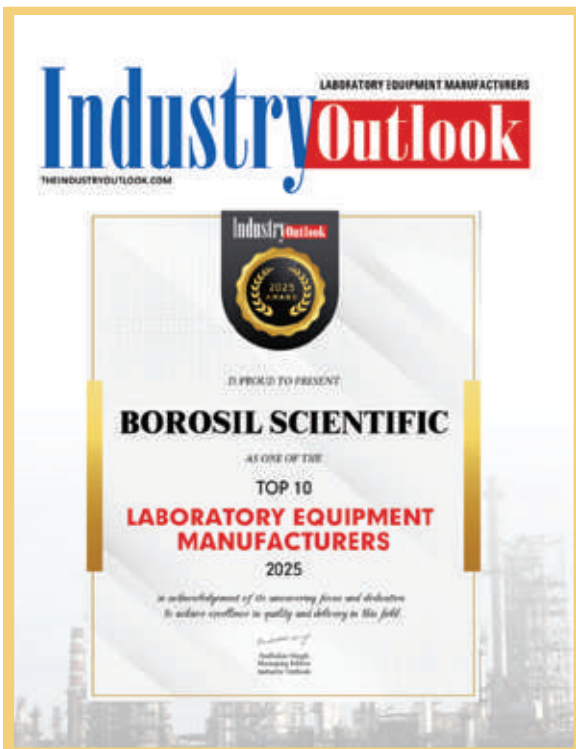 LABORATORY EQUIPMENT MANUFACTURERS
Industry Outlook
THEINDUSTRYOUTLOOK.COM
Industry Outlook
2025
AWARD
IS PROUD TO PRESENT
BOROSIL SCIENTIFIC
AS ONE OF THE
TOP 10
LABORATORY EQUIPMENT
MANUFACTURERS
2025
in acknowledgment of its unwavering focus and dedication
to achieve excellence in quality and delivery in this field.
Managing Editor
Industry Outlook